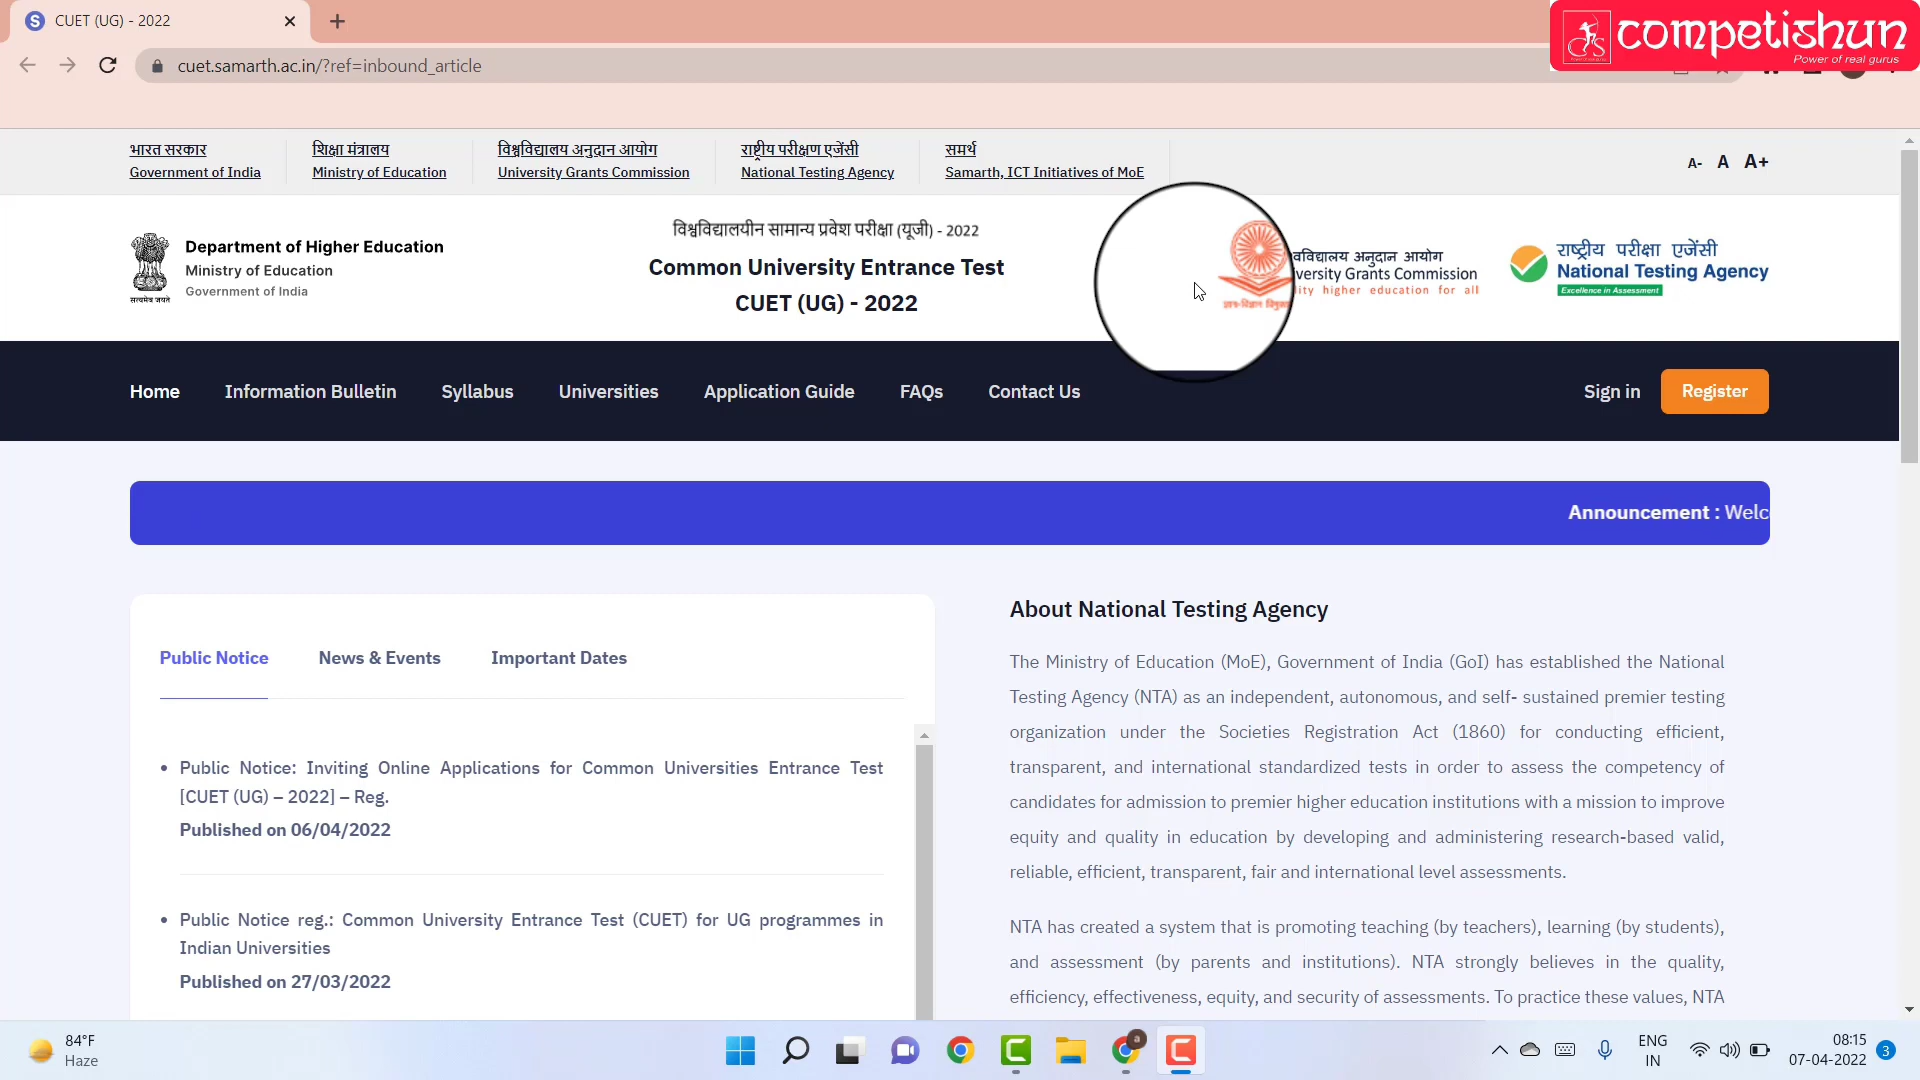 CUET (UG) - 2022
competishun
Power of real gurus
cuet.samarth.ac.in/?ref=inbound_article
भारत सरकार
Government of India
शिक्षा मंत्रालय
Ministry of Education
विश्वविद्यालय अनुदान आयोग
University Grants Commission
राष्ट्रीय परीक्षण एजेंसी
National Testing Agency
समर्थ
Samarth, ICT Initiatives of MoE
A- A A+
सत्यमेव जयते
Department of Higher Education
Ministry of Education
Government of India
विश्वविद्यालयीन सामान्य प्रवेश परीक्षा (यूजी) - 2022
Common University Entrance Test
CUET (UG) - 2022
ज्ञान-विज्ञान
अनुदान आयोग
Grants Commission
higher education for all
राष्ट्रीय परीक्षा एजेंसी
National Testing Agency
Excellence in Assessment
Home Information Bulletin Syllabus Universities Application Guide FAQs Contact Us Sign in Register
Announcement : Welc
Public Notice News & Events Important Dates
Public Notice: Inviting Online Applications for Common Universities Entrance Test
[CUET (UG) – 2022] – Reg.
Published on 06/04/2022
Public Notice reg.: Common University Entrance Test (CUET) for UG programmes in
Indian Universities
Published on 27/03/2022
About National Testing Agency
The Ministry of Education (MoE), Government of India (GoI) has established the National
Testing Agency (NTA) as an independent, autonomous, and self- sustained premier testing
organization under the Societies Registration Act (1860) for conducting efficient,
transparent, and international standardized tests in order to assess the competency of
candidates for admission to premier higher education institutions with a mission to improve
equity and quality in education by developing and administering research-based valid,
reliable, efficient, transparent, fair and international level assessments.
NTA has created a system that is promoting teaching (by teachers), learning (by students),
and assessment (by parents and institutions). NTA strongly believes in the quality,
efficiency, effectiveness, equity, and security of assessments. To practice these values, NTA
84°F
Haze
ENG
IN
08:15
07-04-2022
3